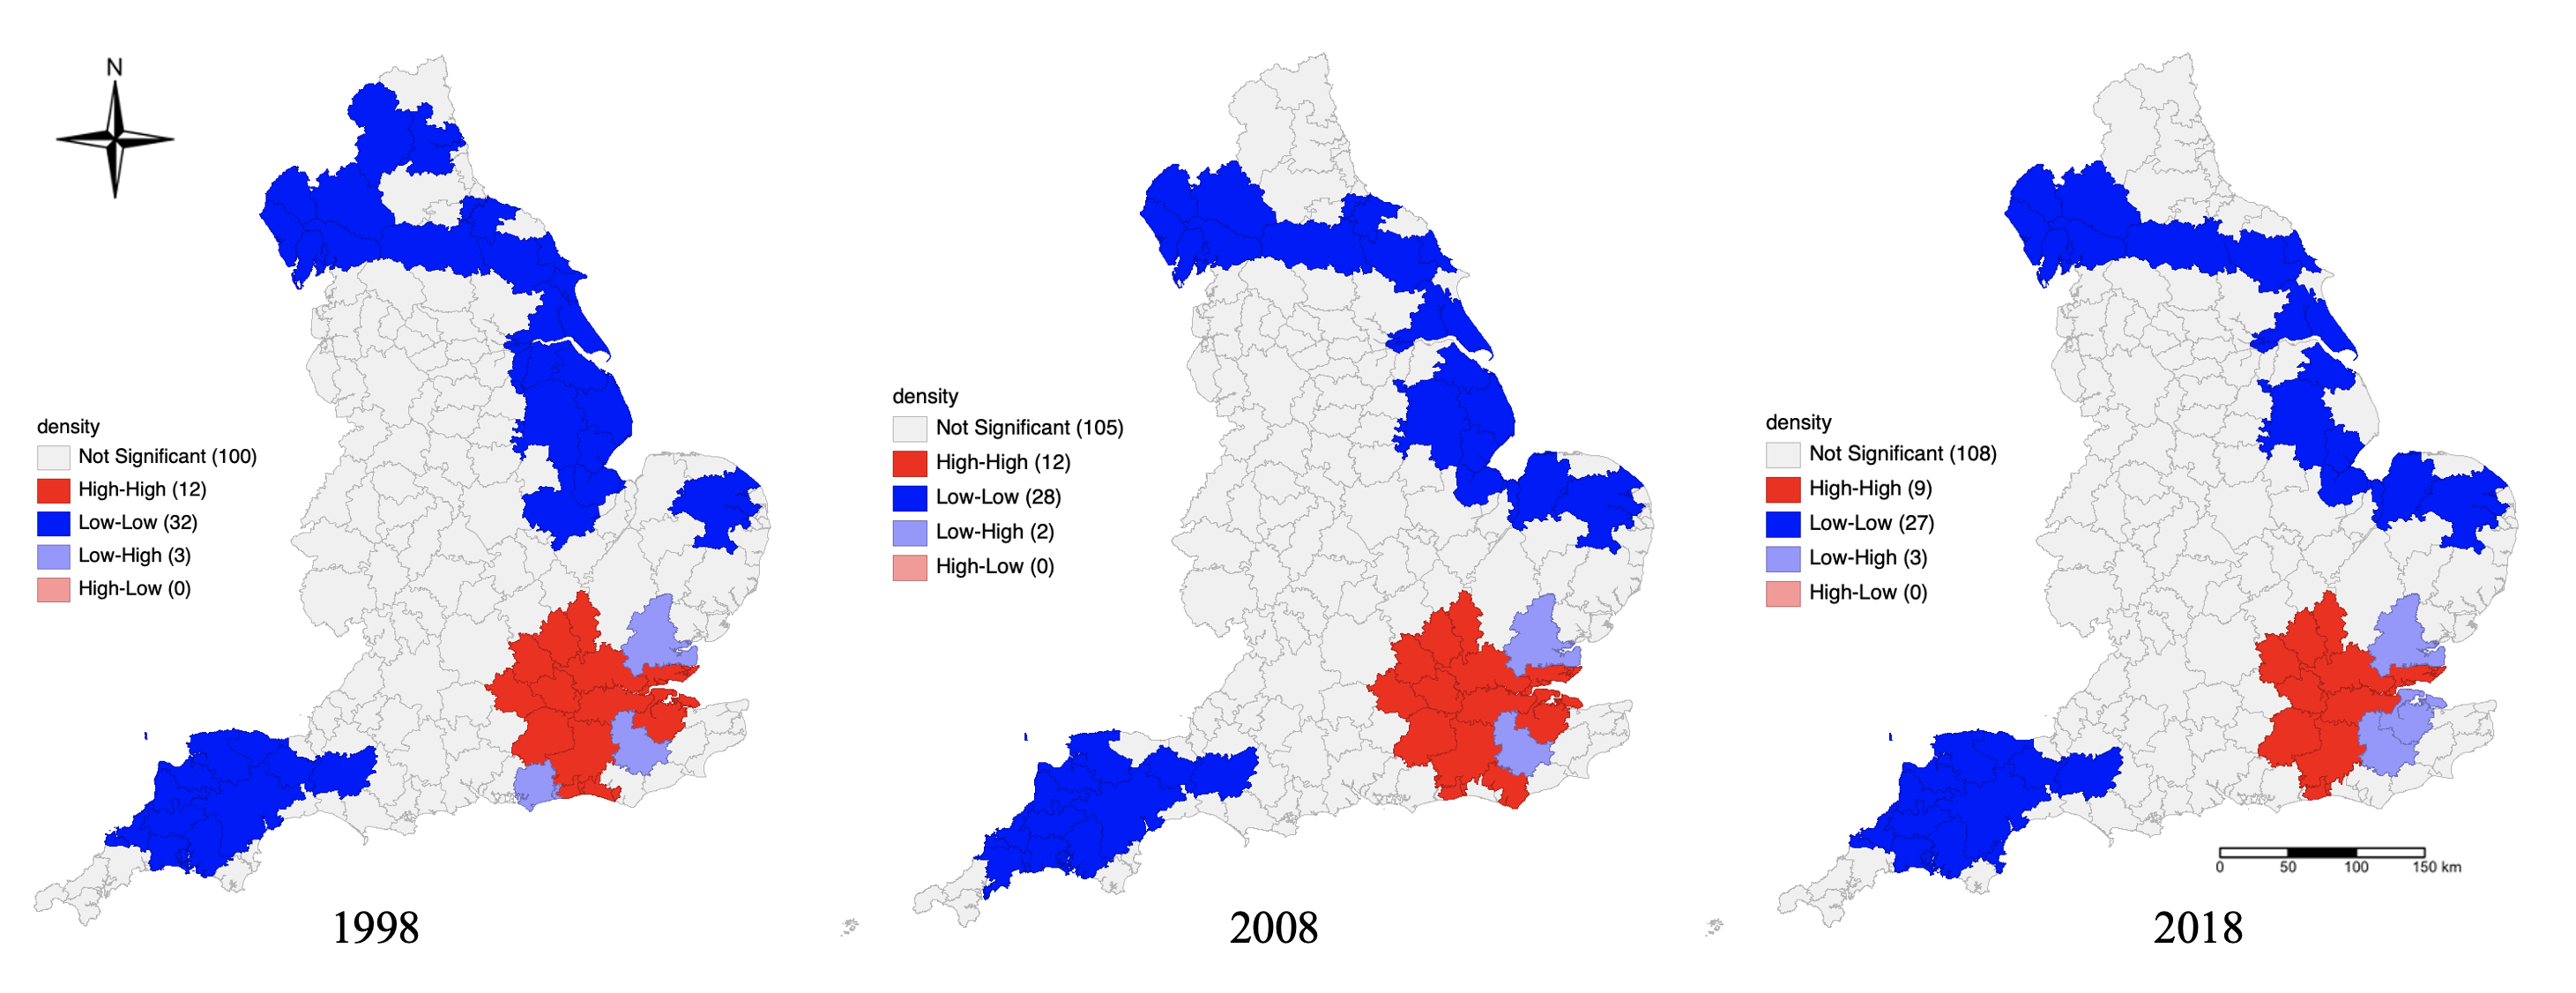 N
density
Not Significant (100)
High-High (12)
Low-Low (32)
Low-High (3)
High-Low (0)
1998
density
Not Significant (105)
High-High (12)
Low-Low (28)
Low-High (2)
High-Low (0)
2008
density
Not Significant (108)
High-High (9)
Low-Low (27)
Low-High (3)
High-Low (0)
0 50 100 150 km
2018